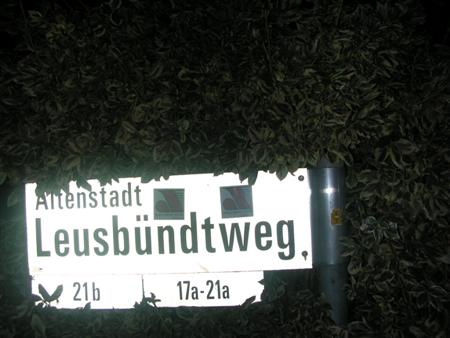 Altenstadt
Leusbündtweg
21b 17a-21a